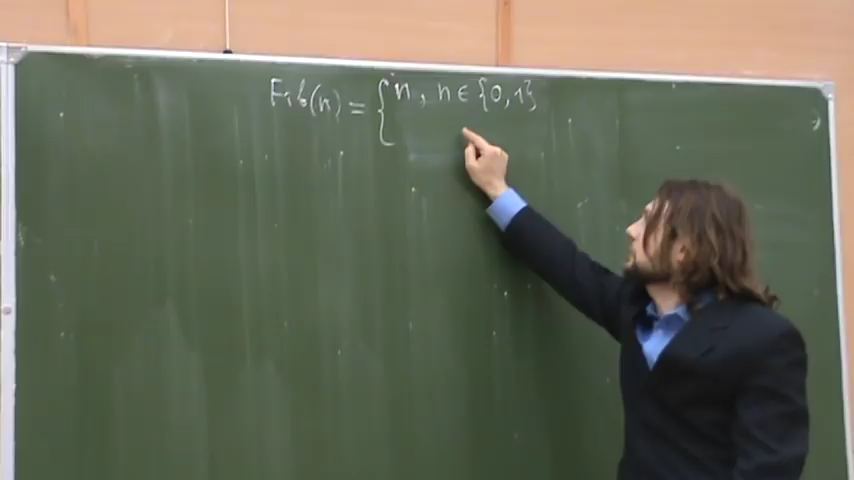 Fib(n) = { n, n ∈ {0,1}